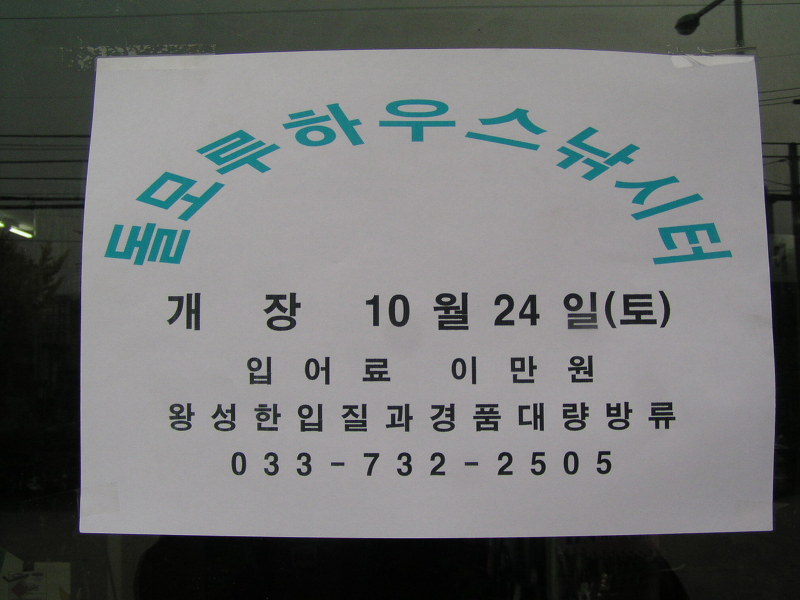 돌모루하우스낚시터
개 장 10 월 24 일(토)
입 어 료 이 만 원
왕 성 한 입 질 과 경 품 대 량 방 류
033-732-2505